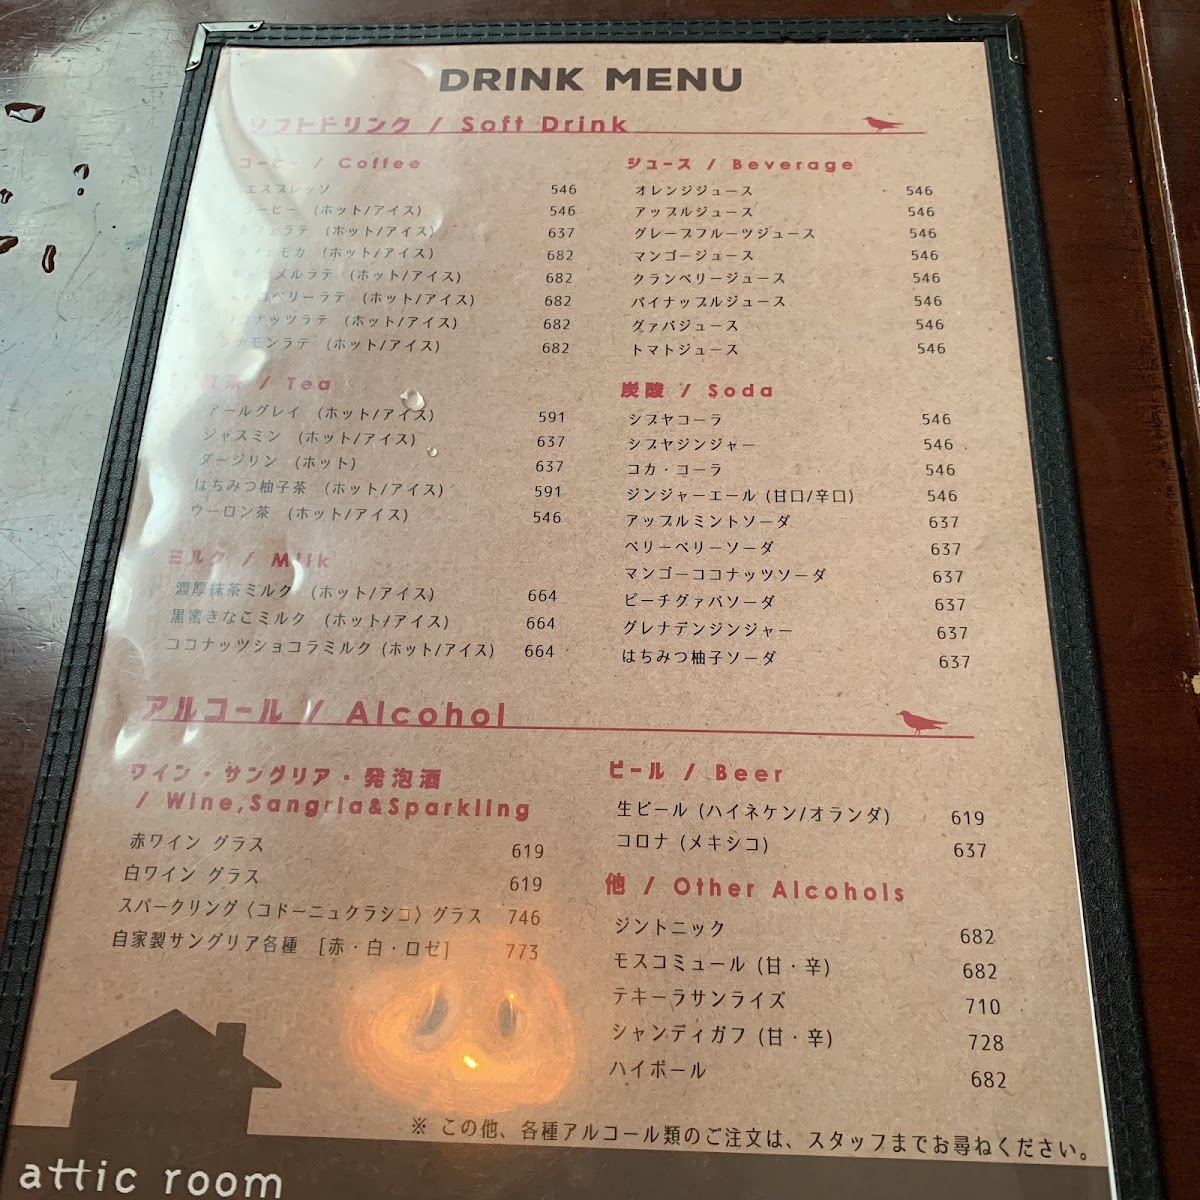 DRINK MENU
ソフトドリンク / Soft Drink
コーヒー / Coffee
エスプレッソ 546
コーヒー (ホット/アイス) 546
カフェラテ (ホット/アイス) 637
カフェモカ (ホット/アイス) 682
キャラメルラテ (ホット/アイス) 682
ベリーラテ (ホット/アイス) 682
ココナッツラテ (ホット/アイス) 682
シナモンラテ (ホット/アイス) 682
紅茶 / Tea
アールグレイ (ホット/アイス) 591
ジャスミン (ホット/アイス) 637
ダージリン (ホット) 637
はちみつ柚子茶 (ホット/アイス) 591
ウーロン茶 (ホット/アイス) 546
ミルク / Milk
濃厚抹茶ミルク (ホット/アイス) 664
黒蜜きなこミルク (ホット/アイス) 664
ココナッツショコラミルク (ホット/アイス) 664
ジュース / Beverage
オレンジジュース 546
アップルジュース 546
グレープフルーツジュース 546
マンゴージュース 546
クランベリージュース 546
パイナップルジュース 546
グァバジュース 546
トマトジュース 546
炭酸 / Soda
シブヤコーラ 546
シブヤジンジャー 546
コカ・コーラ 546
ジンジャーエール (甘口/辛口) 546
アップルミントソーダ 637
ベリーベリーソーダ 637
マンゴーココナッツソーダ 637
ピーチグァバソーダ 637
グレナデンジンジャー 637
はちみつ柚子ソーダ 637
アルコール / Alcohol
ワイン・サングリア・発泡酒
/ Wine,Sangria&Sparkling
赤ワイン グラス 619
白ワイン グラス 619
スパークリング〈コドーニュクラシコ〉グラス 746
自家製サングリア各種 [赤・白・ロゼ] 773
ビール / Beer
生ビール (ハイネケン/オランダ) 619
コロナ (メキシコ) 637
他 / Other Alcohols
ジントニック 682
モスコミュール (甘・辛) 682
テキーラサンライズ 710
シャンディガフ (甘・辛) 728
ハイボール 682
※ この他、各種アルコール類のご注文は、スタッフまでお尋ねください。
attic room